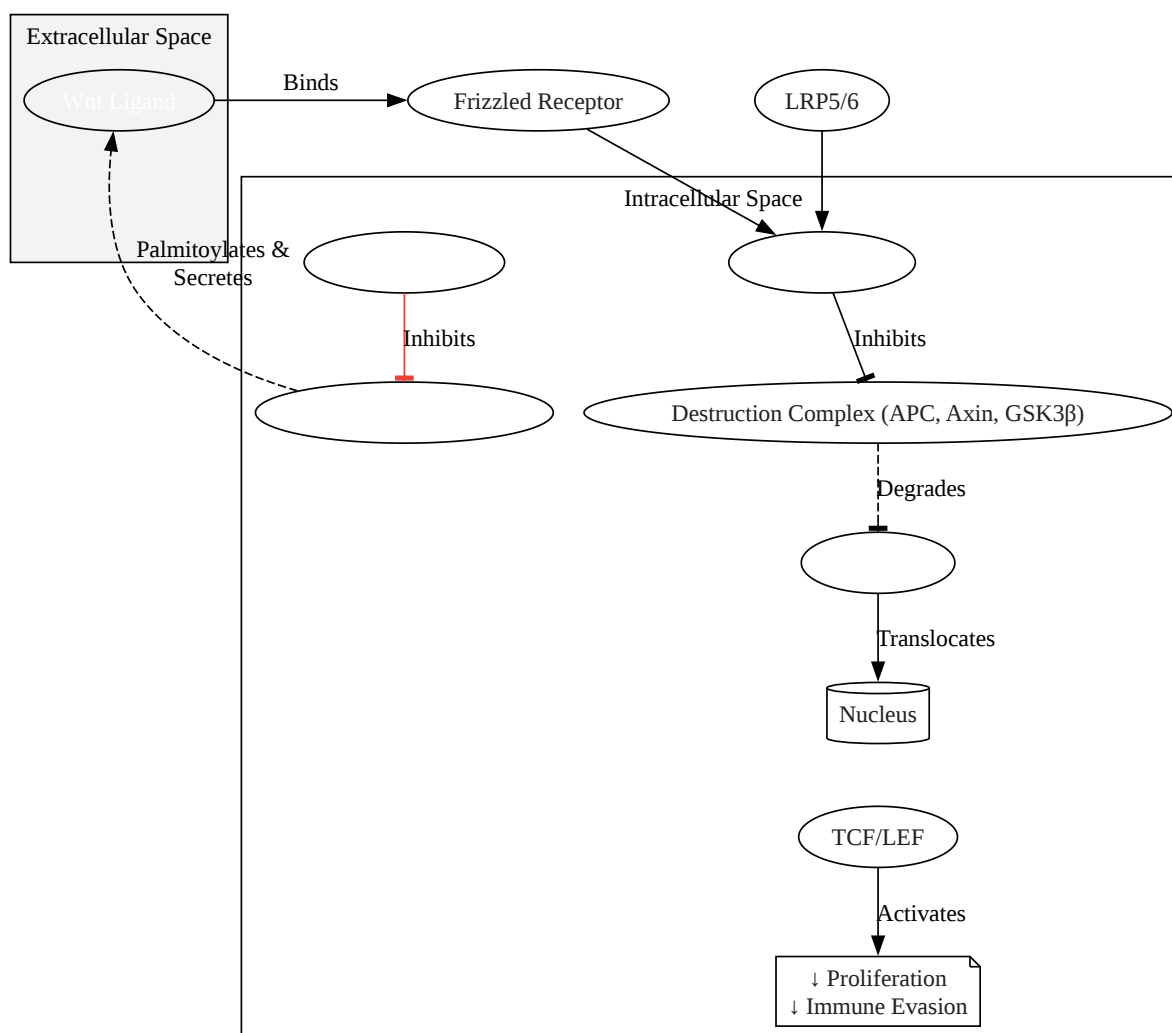 Extracellular Space
Wnt Ligand
Binds
Frizzled Receptor
LRP5/6
Intracellular Space
Palmitoylates &
Secretes
Inhibits
Inhibits
Destruction Complex (APC, Axin, GSK3β)
Degrades
Translocates
Nucleus
TCF/LEF
Activates
↓ Proliferation
↓ Immune Evasion